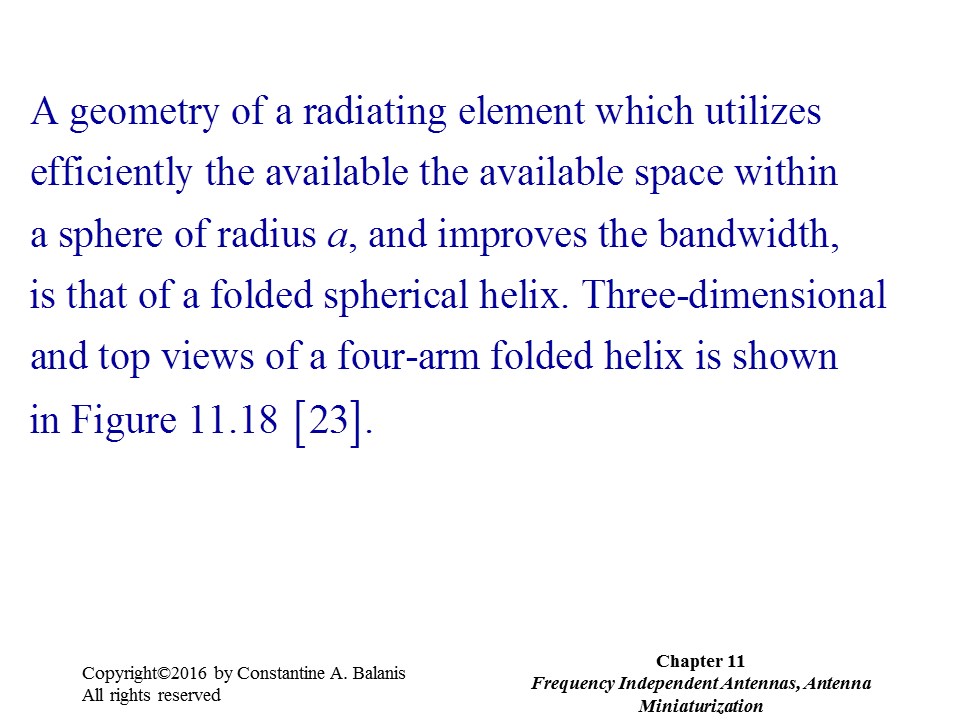 A geometry of a radiating element which utilizes
efficiently the available the available space within
a sphere of radius a, and improves the bandwidth,
is that of a folded spherical helix. Three-dimensional
and top views of a four-arm folded helix is shown
in Figure 11.18 [23].
Copyright©2016 by Constantine A. Balanis
All rights reserved
Chapter 11
Frequency Independent Antennas, Antenna
Miniaturization